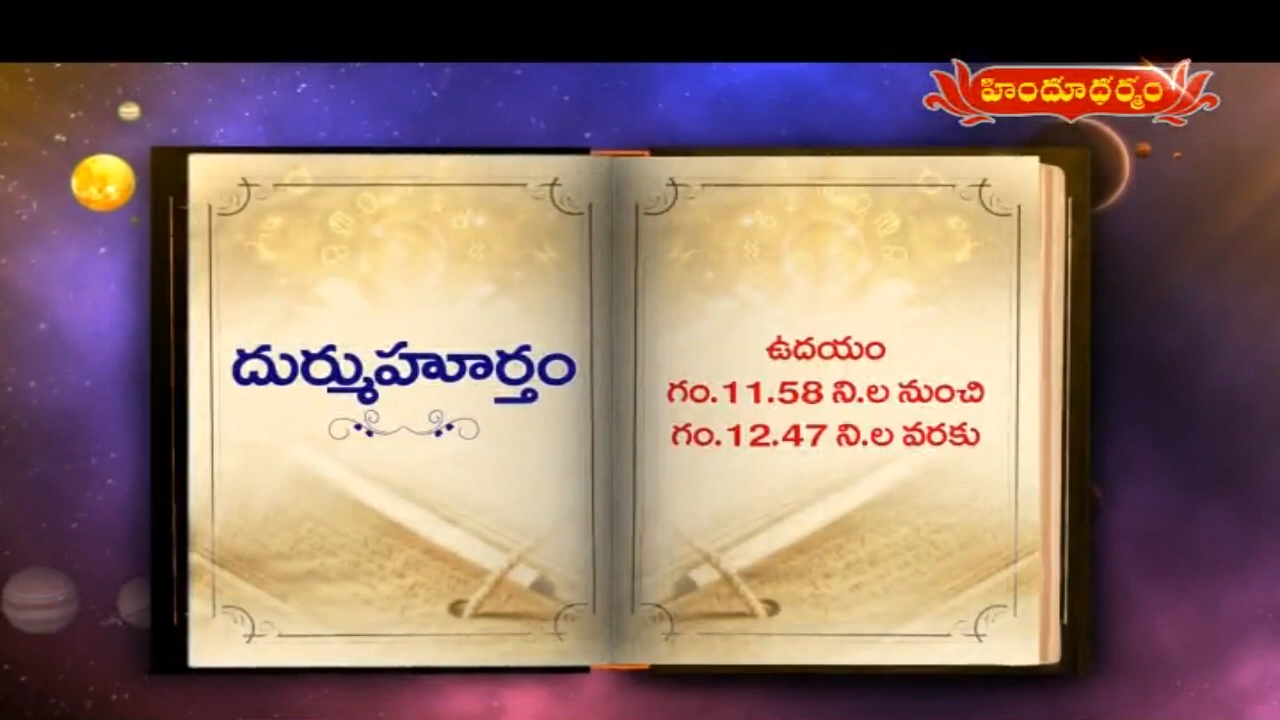 హిందూధర్మం
దుర్ముహూర్తం
ఉదయం
గం.11.58 ని.ల నుంచి
గం.12.47 ని.ల వరకు